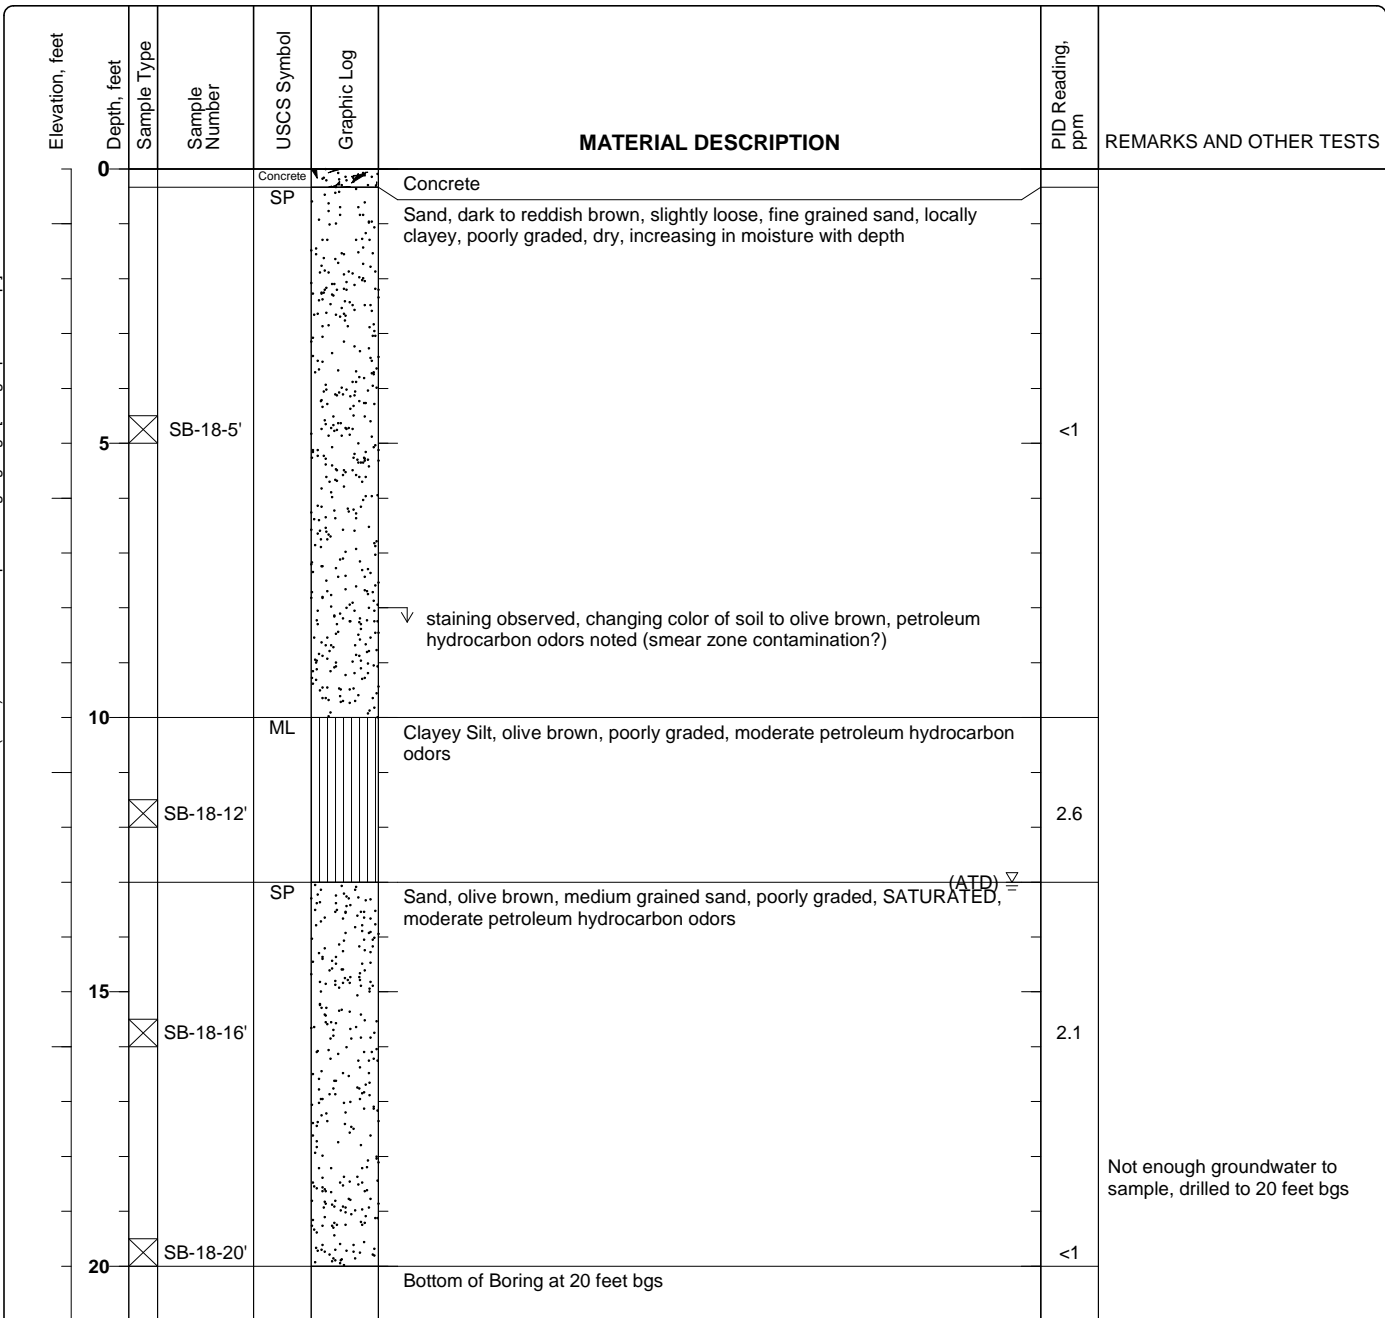 Elevation, feet
Depth, feet
Sample Type
Sample
Number
USCS Symbol
Graphic Log
MATERIAL DESCRIPTION
PID Reading,
ppm
REMARKS AND OTHER TESTS
0
Concrete
Concrete
SP
Sand, dark to reddish brown, slightly loose, fine grained sand, locally
clayey, poorly graded, dry, increasing in moisture with depth
SB-18-5'
<1
5
staining observed, changing color of soil to olive brown, petroleum
hydrocarbon odors noted (smear zone contamination?)
10
ML
Clayey Silt, olive brown, poorly graded, moderate petroleum hydrocarbon
odors
SB-18-12'
2.6
(ATD)
SP
Sand, olive brown, medium grained sand, poorly graded, SATURATED,
moderate petroleum hydrocarbon odors
15
SB-18-16'
2.1
Not enough groundwater to
sample, drilled to 20 feet bgs
SB-18-20'
<1
20
Bottom of Boring at 20 feet bgs